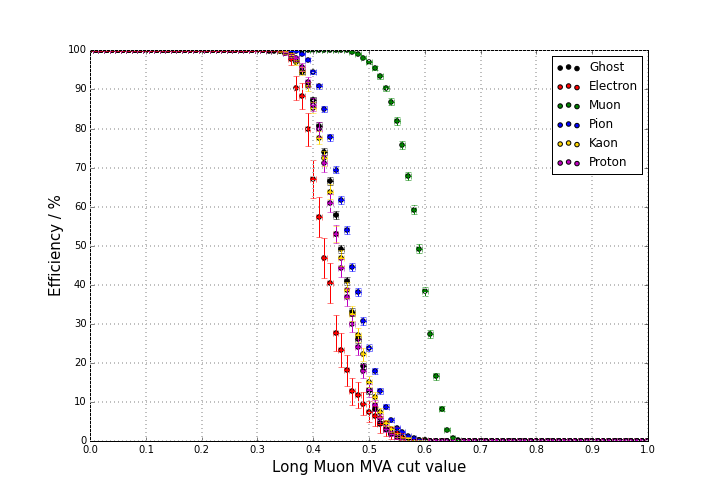 100
90
80
70
60
50
40
30
20
10
0
Efficiency / %
Ghost
Electron
Muon
Pion
Kaon
Proton
0.0 0.1 0.2 0.3 0.4 0.5 0.6 0.7 0.8 0.9 1.0
Long Muon MVA cut value